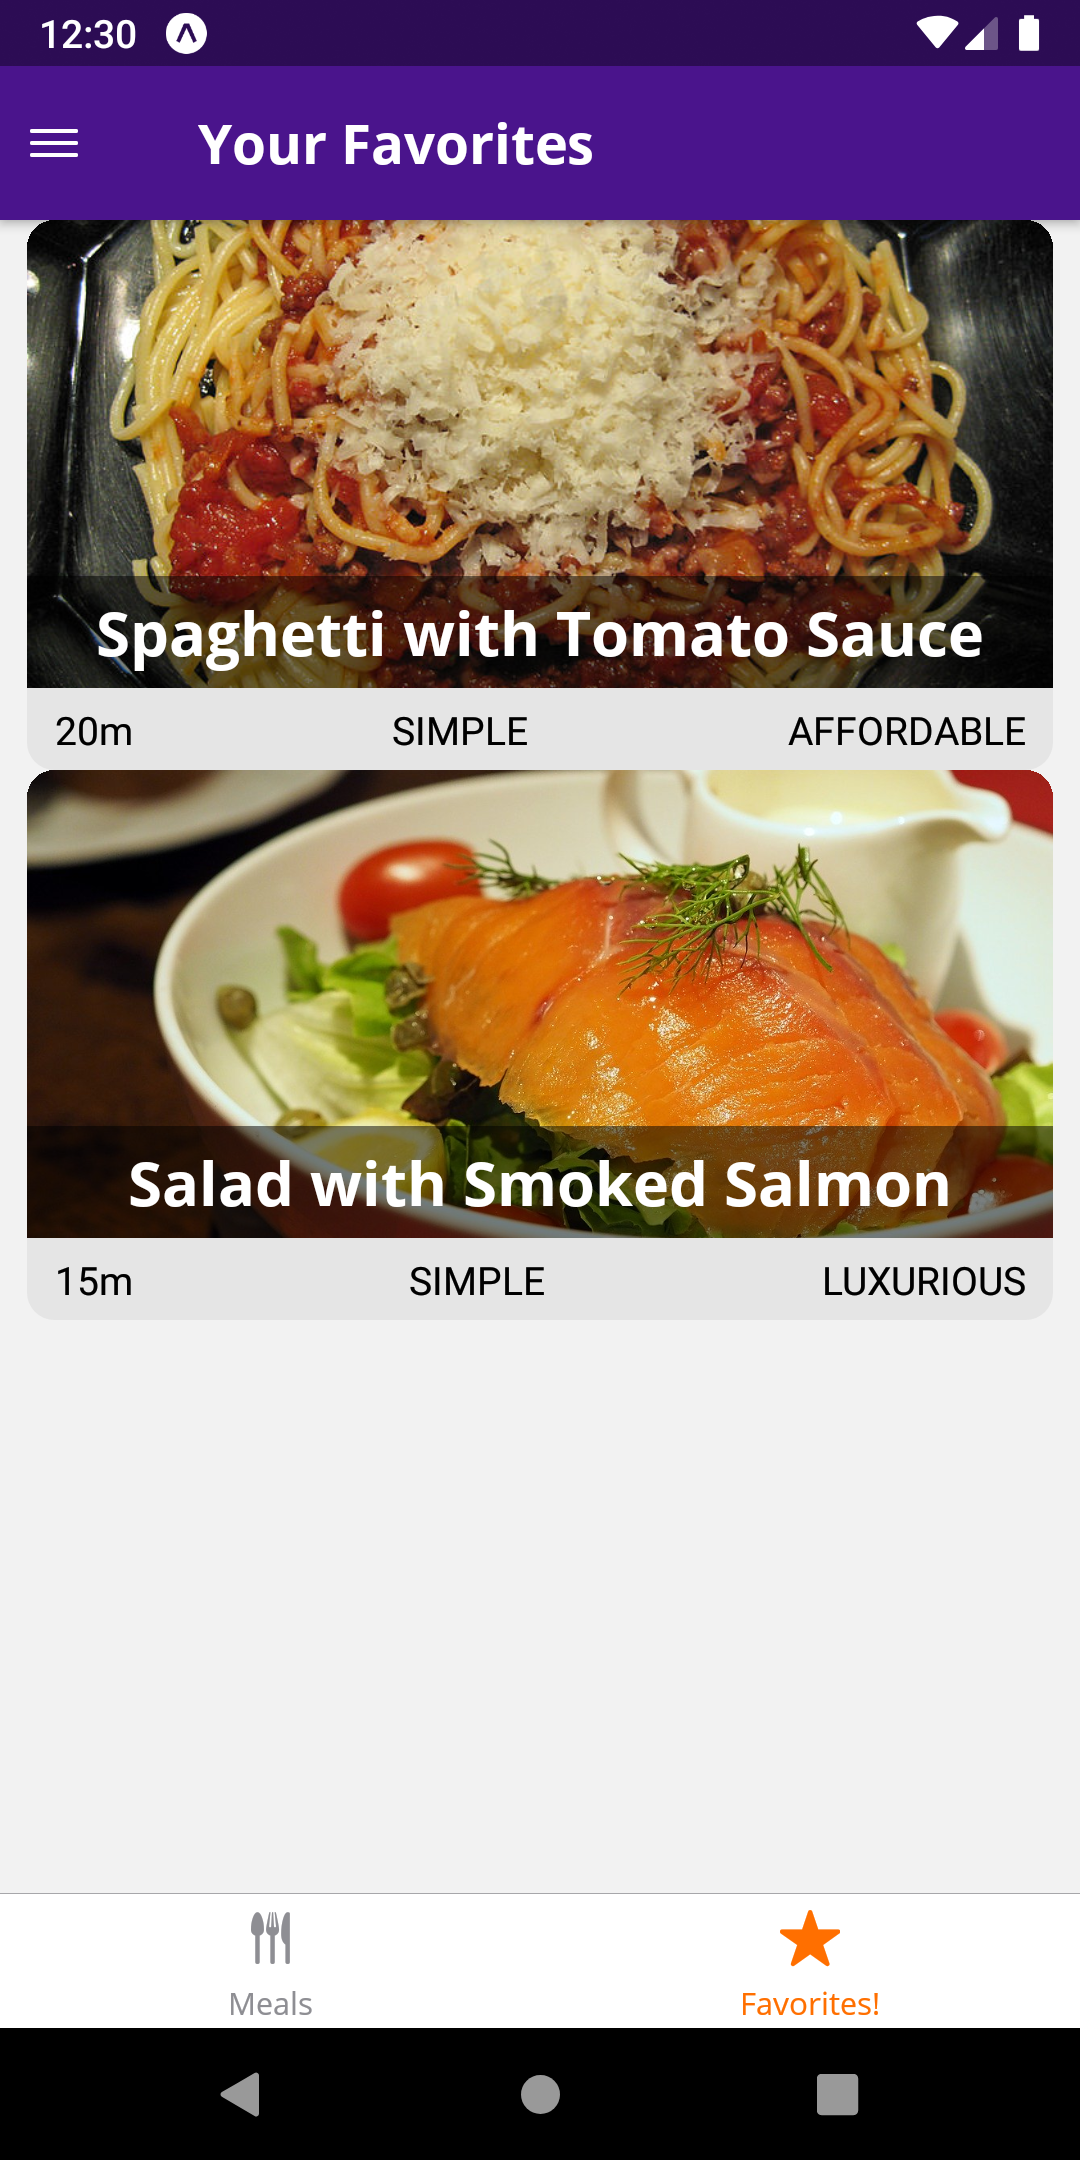 12:30
Your Favorites
Spaghetti with Tomato Sauce
20m SIMPLE AFFORDABLE
Salad with Smoked Salmon
15m SIMPLE LUXURIOUS
Meals Favorites!